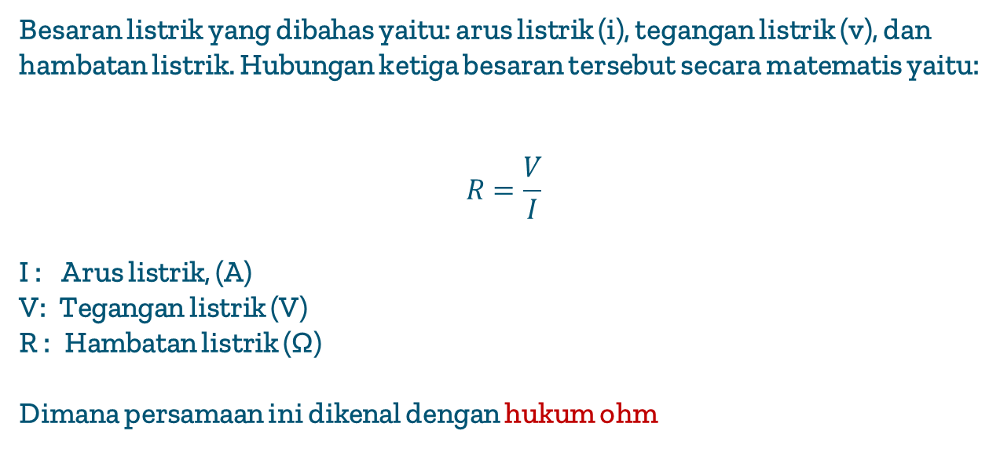 Besaran listrik yang dibahas yaitu: arus listrik (i), tegangan listrik (v), dan
hambatan listrik. Hubungan ketiga besaran tersebut secara matematis yaitu:
R = V/I
I : Arus listrik, (A)
V: Tegangan listrik (V)
R : Hambatan listrik (Ω)
Dimana persamaan ini dikenal dengan hukum ohm